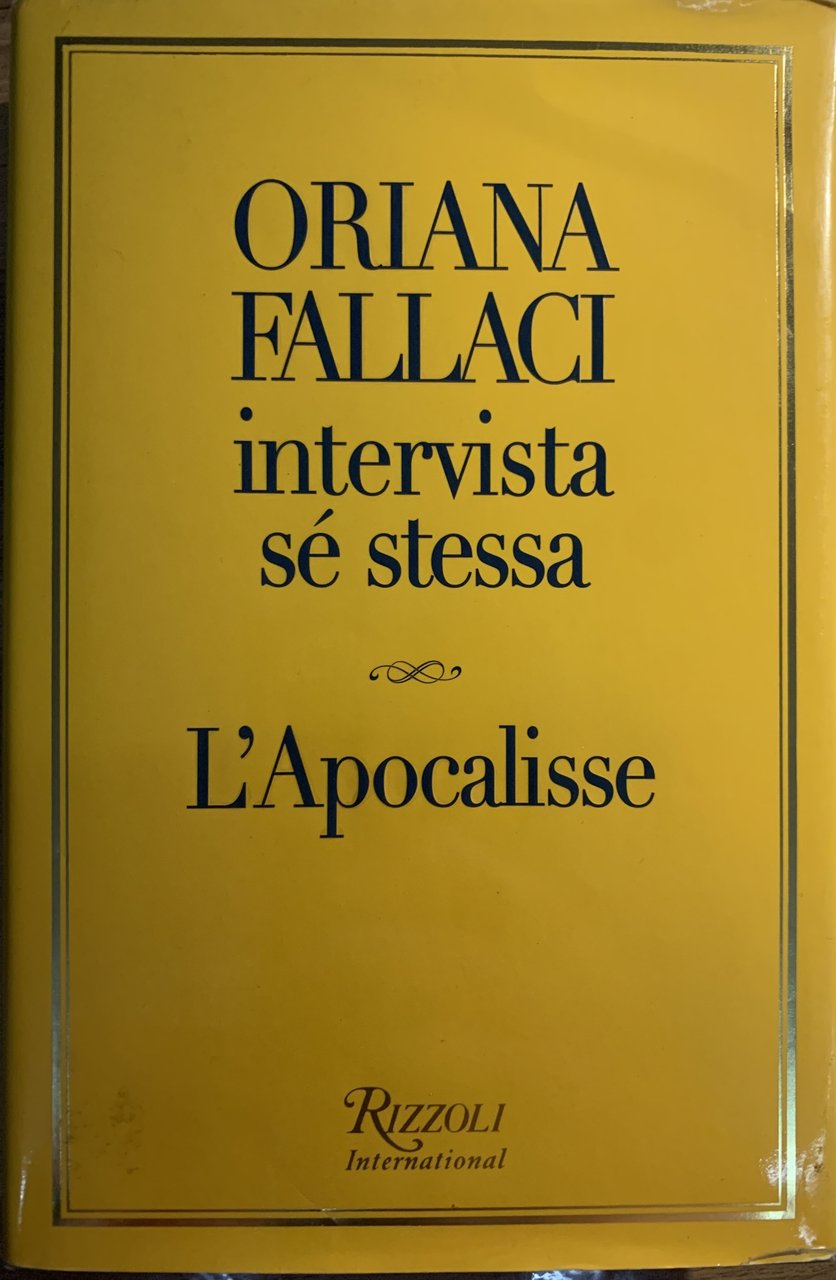 ORIANA
FALLACI
intervista
sé stessa
L'Apocalisse
RIZZOLI
International